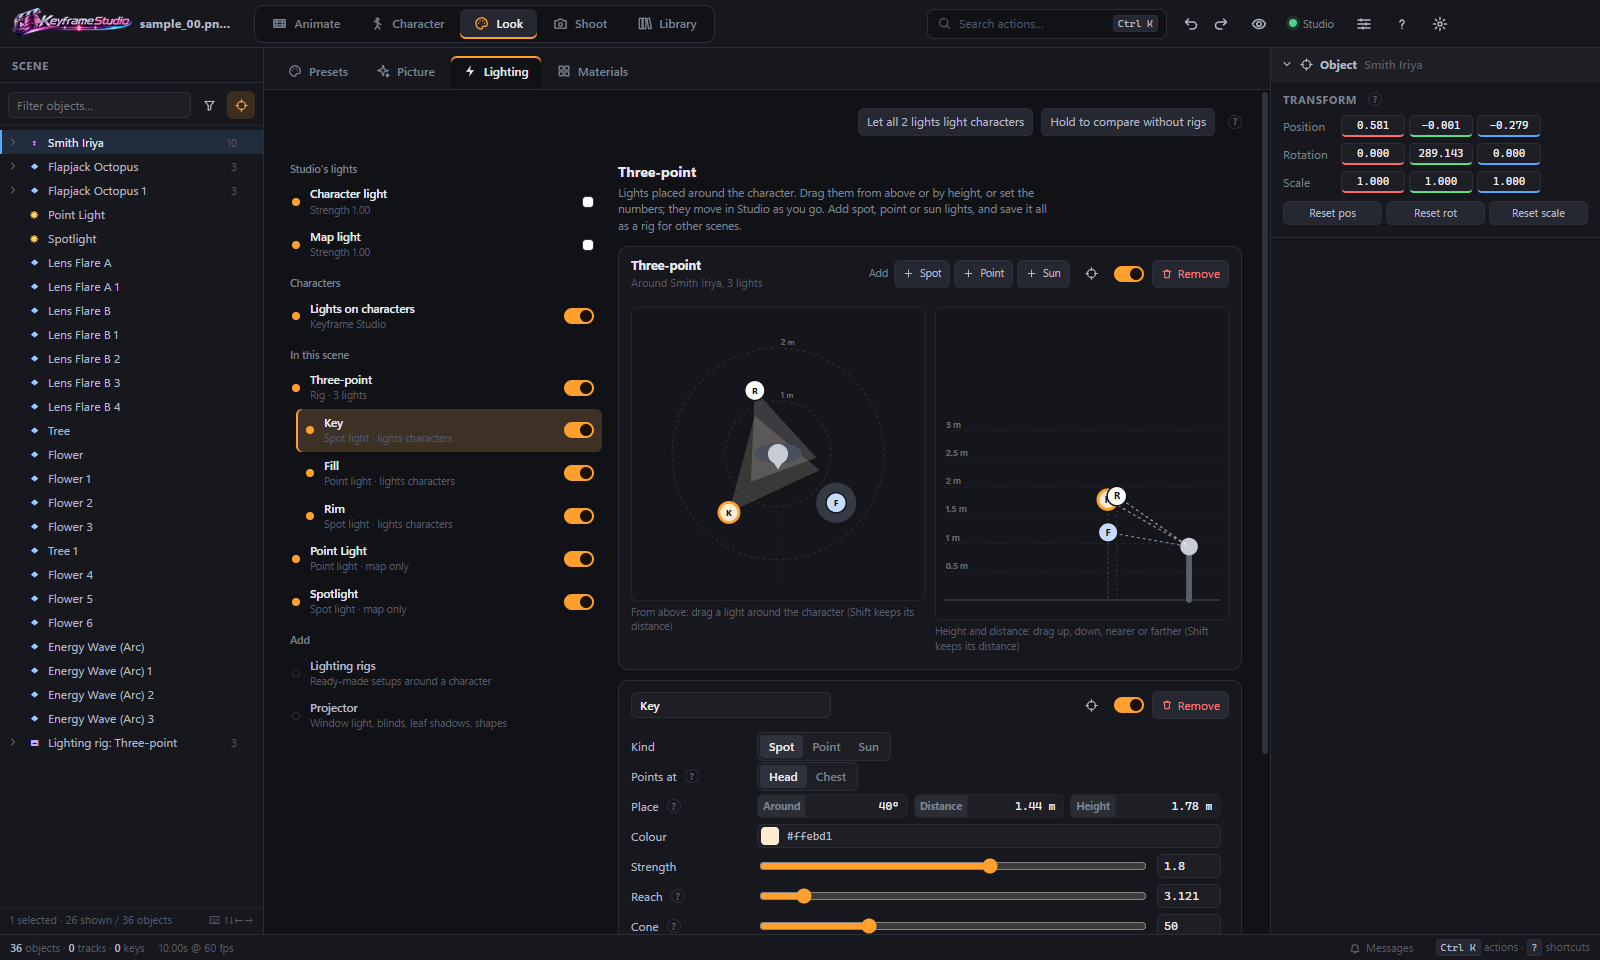 KeyframeStudio
sample_00.pn...
Animate
Character
Look
Shoot
Library
Search actions...
Ctrl K
Studio
?
SCENE
Filter objects...
Smith Iriya 10
Flapjack Octopus 3
Flapjack Octopus 1 3
Point Light
Spotlight
Lens Flare A
Lens Flare A 1
Lens Flare B
Lens Flare B 1
Lens Flare B 2
Lens Flare B 3
Lens Flare B 4
Tree
Flower
Flower 1
Flower 2
Flower 3
Tree 1
Flower 4
Flower 5
Flower 6
Energy Wave (Arc)
Energy Wave (Arc) 1
Energy Wave (Arc) 2
Energy Wave (Arc) 3
Lighting rig: Three-point 3
1 selected · 26 shown / 36 objects
↑↓←→
Presets
Picture
Lighting
Materials
Let all 2 lights light characters
Hold to compare without rigs
?
Studio's lights
Character light
Strength 1.00
Map light
Strength 1.00
Characters
Lights on characters
Keyframe Studio
In this scene
Three-point
Rig · 3 lights
Key
Spot light · lights characters
Fill
Point light · lights characters
Rim
Spot light · lights characters
Point Light
Point light · map only
Spotlight
Spot light · map only
Add
Lighting rigs
Ready-made setups around a character
Projector
Window light, blinds, leaf shadows, shapes
Three-point
Lights placed around the character. Drag them from above or by height, or set the
numbers; they move in Studio as you go. Add spot, point or sun lights, and save it all
as a rig for other scenes.
Three-point
Around Smith Iriya, 3 lights
Add
+ Spot
+ Point
+ Sun
Remove
2 m
R
1 m
F
K
From above: drag a light around the character (Shift keeps its
distance)
3 m
2.5 m
2 m
R
1.5 m
F
1 m
0.5 m
Height and distance: drag up, down, nearer or farther (Shift
keeps its distance)
Key
Remove
Kind
Spot
Point
Sun
Points at ?
Head
Chest
Place ?
Around 40°
Distance 1.44 m
Height 1.78 m
Colour
#ffebd1
Strength
1.8
Reach ?
3.121
Cone ?
50
Object Smith Iriya
TRANSFORM ?
Position 0.581 −0.001 −0.279
Rotation 0.000 289.143 0.000
Scale 1.000 1.000 1.000
Reset pos
Reset rot
Reset scale
36 objects · 0 tracks · 0 keys 10.00s @ 60 fps
Messages
Ctrl K actions · ? shortcuts